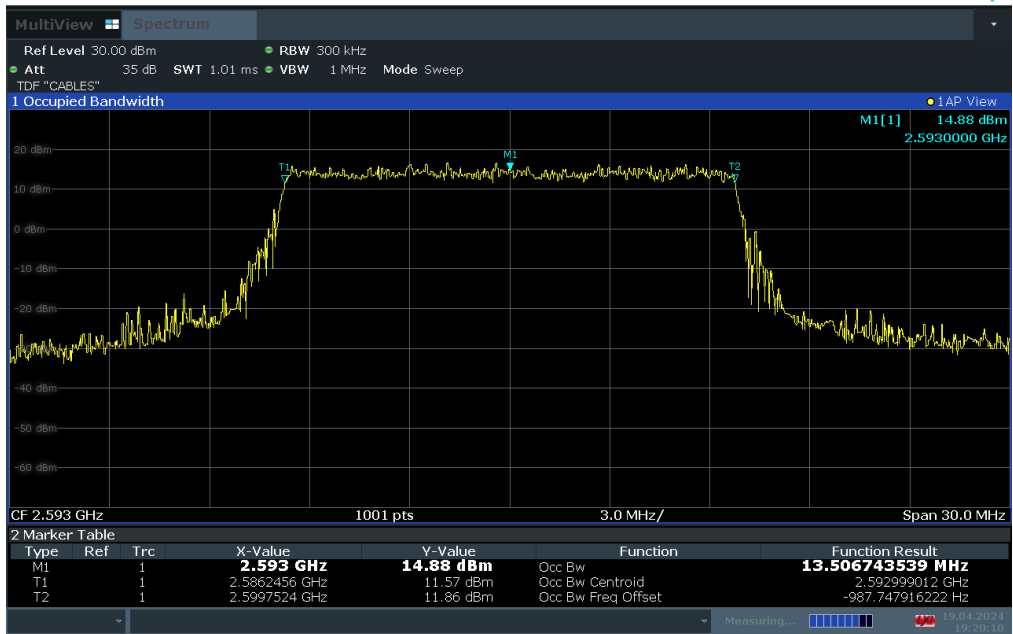 MultiView Spectrum
Ref Level 30.00 dBm RBW 300 kHz
Att 35 dB SWT 1.01 ms VBW 1 MHz Mode Sweep
TDF "CABLES"
1 Occupied Bandwidth 1AP View
M1[1] 14.88 dBm
2.5930000 GHz
20 dBm
M1
T1 T2
10 dBm
0 dBm
-10 dBm
-20 dBm
-40 dBm
-50 dBm
-60 dBm
CF 2.593 GHz 1001 pts 3.0 MHz/ Span 30.0 MHz
2 Marker Table
Type Ref Trc X-Value Y-Value Function Function Result
M1 1 2.593 GHz 14.88 dBm Occ Bw 13.506743539 MHz
T1 1 2.5862456 GHz 11.57 dBm Occ Bw Centroid 2.592999012 GHz
T2 1 2.5997524 GHz 11.86 dBm Occ Bw Freq Offset -987.747916222 Hz
Measuring... 19.04.2024
19:20:10